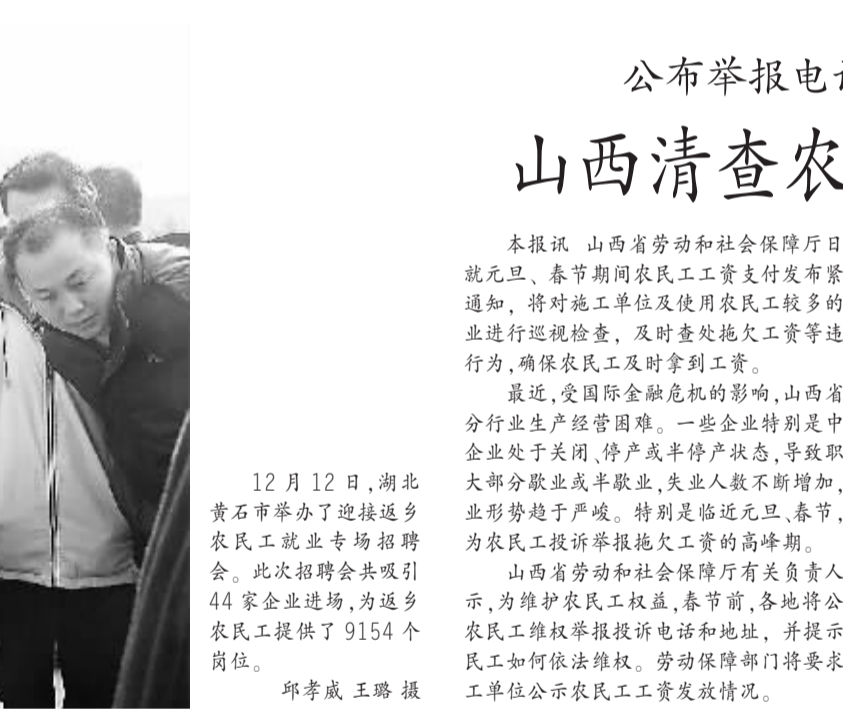 12 月 12 日,湖北
黄石市举办了迎接返乡
农民工就业专场招聘
会。此次招聘会共吸引
44 家企业进场,为返乡
农民工提供了 9154 个
岗位。
邱孝威 王璐 摄
公布举报电
山西清查农
本报讯 山西省劳动和社会保障厅日
就元旦、春节期间农民工工资支付发布紧
通知，将对施工单位及使用农民工较多的
业进行巡视检查，及时查处拖欠工资等违
行为,确保农民工及时拿到工资。
最近,受国际金融危机的影响,山西省
分行业生产经营困难。一些企业特别是中
企业处于关闭、停产或半停产状态,导致职
大部分歇业或半歇业,失业人数不断增加,
业形势趋于严峻。特别是临近元旦、春节,
为农民工投诉举报拖欠工资的高峰期。
山西省劳动和社会保障厅有关负责人
示,为维护农民工权益,春节前,各地将公
农民工维权举报投诉电话和地址，并提示
民工如何依法维权。劳动保障部门将要求
工单位公示农民工工资发放情况。